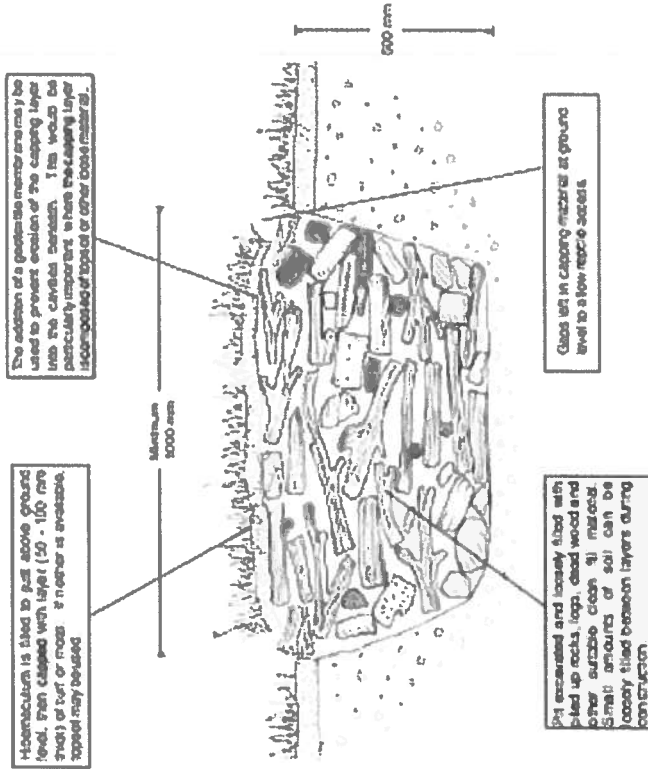 Hibernaculum is filled to just above ground
level, then capped with layer (50 - 100 mm
thick) of turf or moss. If neither is available,
topsoil may be used
The addition of a geotextile membrane may be
used to prevent erosion of the capping layer
into the cavities beneath. This would be
particularly important where the capping layer
is composed of topsoil or other loose material.
Minimum
2000 mm
500 mm
Pit excavated and loosely filled with
piled up rocks, logs, dead wood and
other suitable clean fill material.
Small amounts of soil can be
loosely filled between layers during
construction
Gaps left in capping material at ground
level to allow reptile access.